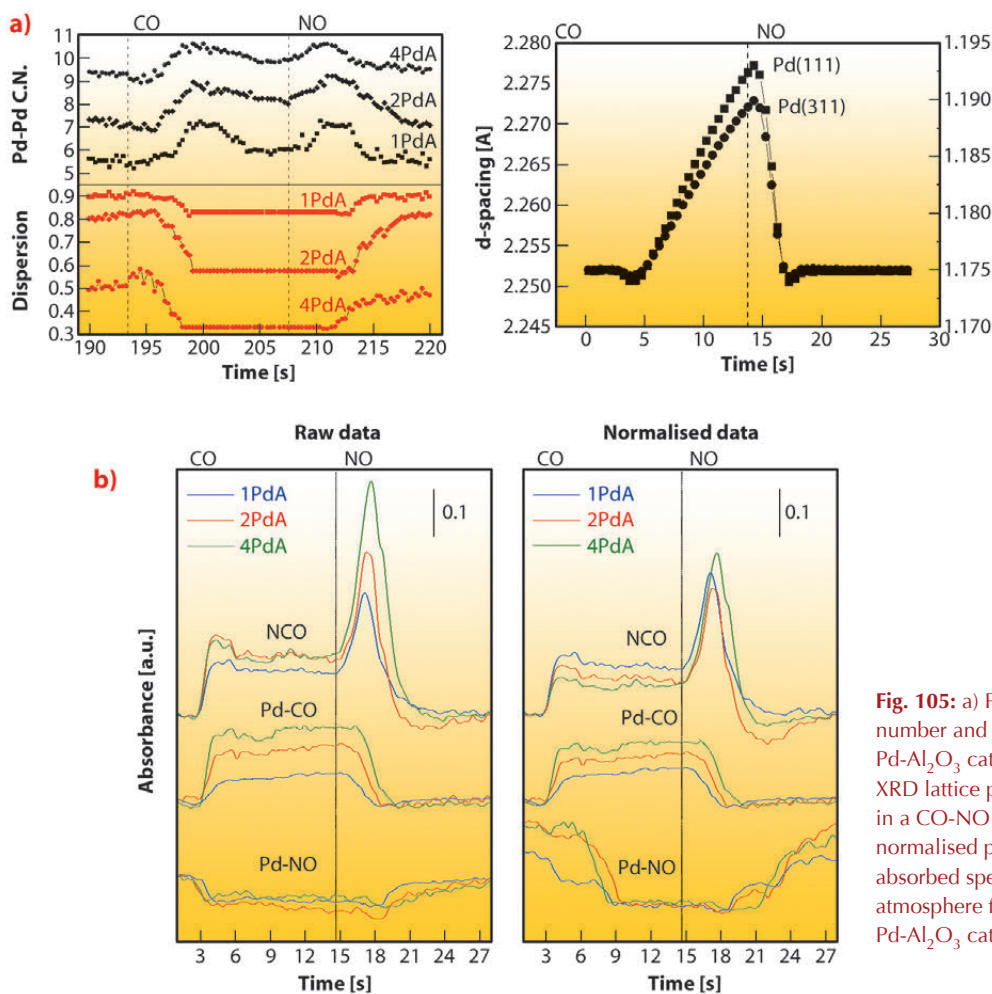 a)
CO
NO
Pd-Pd C.N.
11
10
9
8
7
6
5
4PdA
2PdA
1PdA
Dispersion
0.9
0.8
0.7
0.6
0.5
0.4
0.3
1PdA
2PdA
4PdA
190 195 200 205 210 215 220
Time [s]
CO
NO
d-spacing [A]
2.280
2.275
2.270
2.265
2.260
2.255
2.250
2.245
Pd(111)
Pd(311)
1.195
1.190
1.185
1.180
1.175
1.170
0 5 10 15 20 25 30
Time [s]
b)
Raw data
CO
NO
1PdA
2PdA
4PdA
0.1
NCO
Pd-CO
Pd-NO
Absorbance [a.u.]
3 6 9 12 15 18 21 24 27
Time [s]
Normalised data
CO
NO
1PdA
2PdA
4PdA
0.1
NCO
Pd-CO
Pd-NO
3 6 9 12 15 18 21 24 27
Time [s]
Fig. 105: a)
number and
Pd-Al2O3 cat
XRD lattice p
in a CO-NO
normalised p
absorbed spe
atmosphere f
Pd-Al2O3 cat